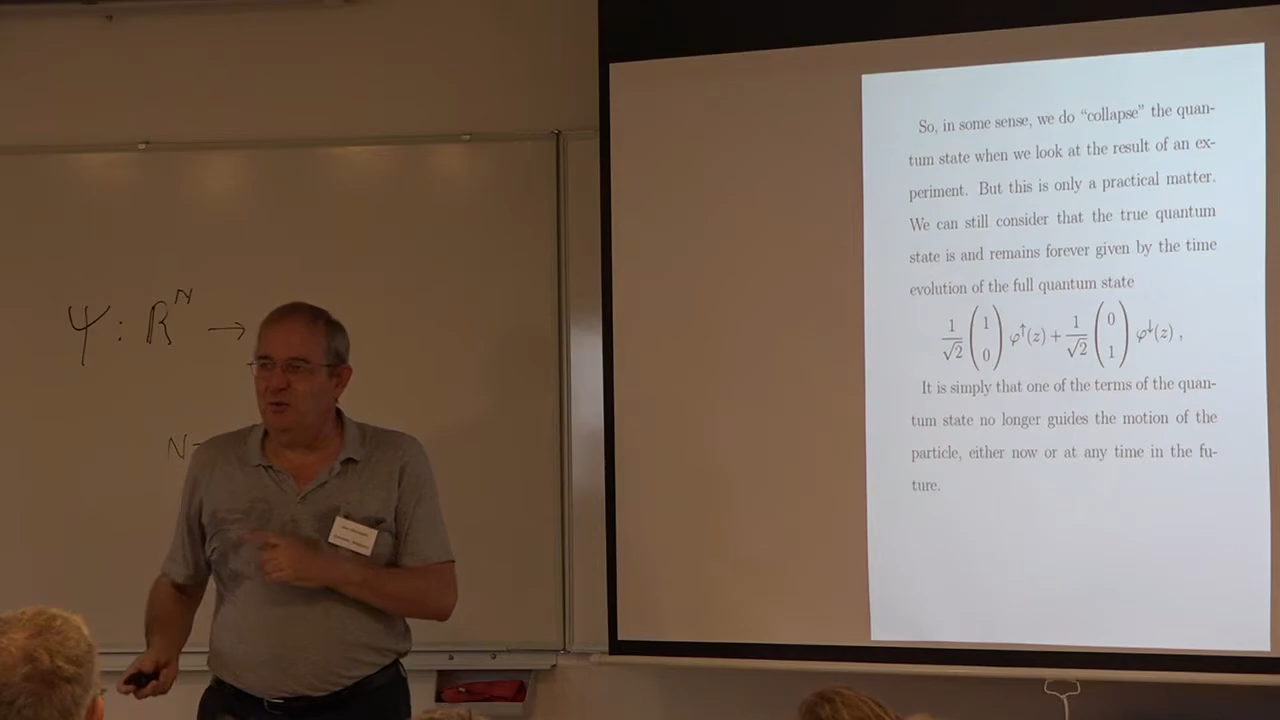 Ψ : ℝ^N →
N
So, in some sense, we do “collapse” the quan-
tum state when we look at the result of an ex-
periment. But this is only a practical matter.
We can still consider that the true quantum
state is and remains forever given by the time
evolution of the full quantum state
1/√2 (1 0) φ↑(z) + 1/√2 (0 1) φ↓(z) ,
It is simply that one of the terms of the quan-
tum state no longer guides the motion of the
particle, either now or at any time in the fu-
ture.